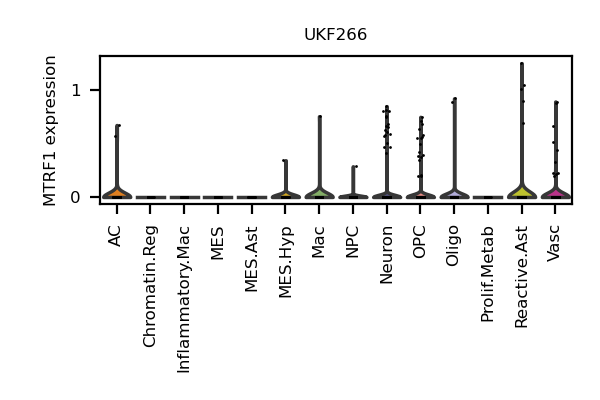 UKF266
MTRF1 expression
1
0
AC
Chromatin.Reg
Inflammatory.Mac
MES
MES.Ast
MES.Hyp
Mac
NPC
Neuron
OPC
Oligo
Prolif.Metab
Reactive.Ast
Vasc